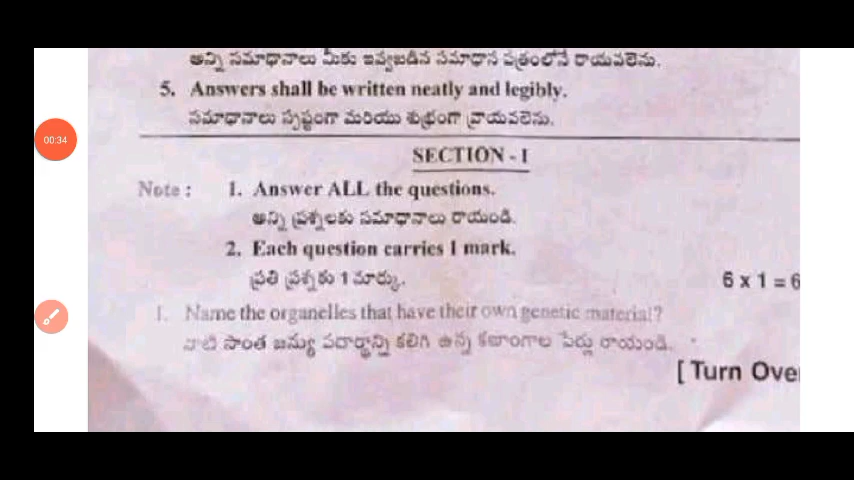 అన్ని సమాధానాలు మీకు ఇవ్వబడిన సమాధాన పత్రంలోనే రాయవలెను.
5. Answers shall be written neatly and legibly.
సమాధానాలు స్పష్టంగా మరియు శుభ్రంగా వ్రాయవలెను.
00:34
SECTION - I
Note : 1. Answer ALL the questions.
అన్ని ప్రశ్నలకు సమాధానాలు రాయండి.
2. Each question carries 1 mark.
ప్రతి ప్రశ్నకు 1 మార్కు.
6 x 1 = 6
1. Name the organelles that have their own genetic material?
వాటి సొంత జన్యు పదార్థాన్ని కలిగి ఉన్న కణాంగాల పేర్లు రాయండి.
[ Turn Over